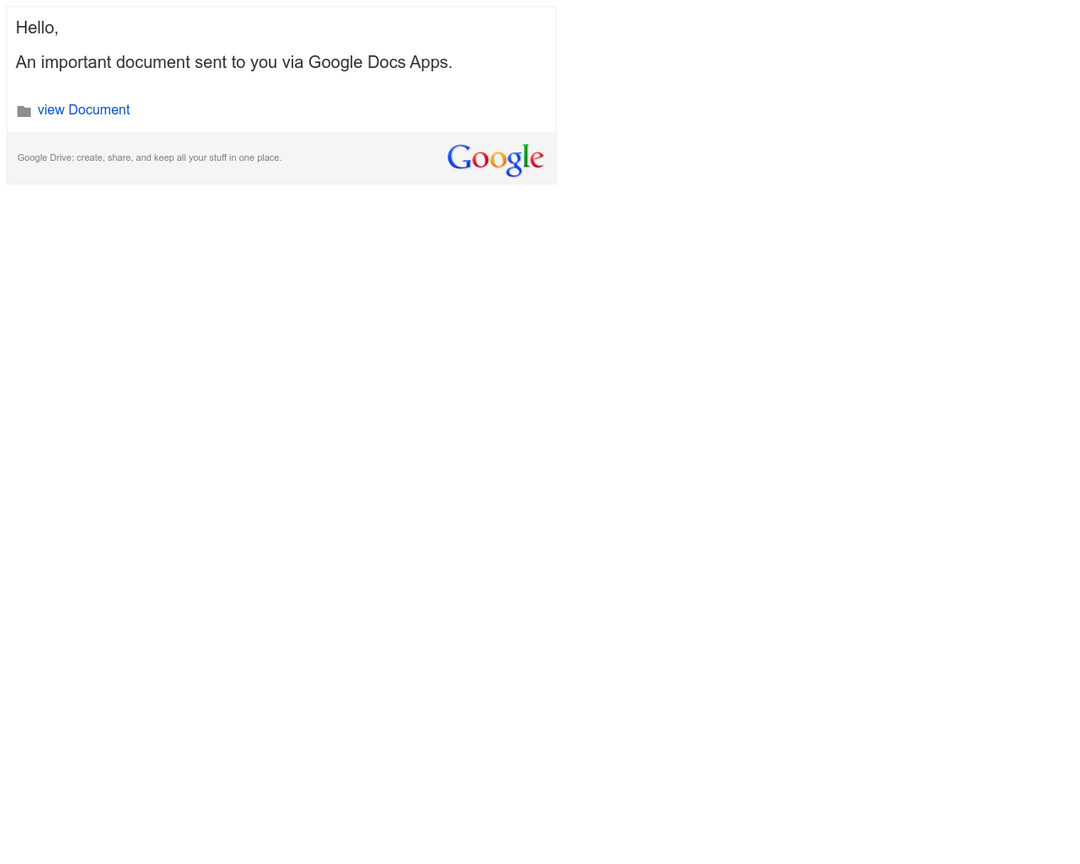 Hello,
An important document sent to you via Google Docs Apps.
view Document
Google Drive: create, share, and keep all your stuff in one place.
Google